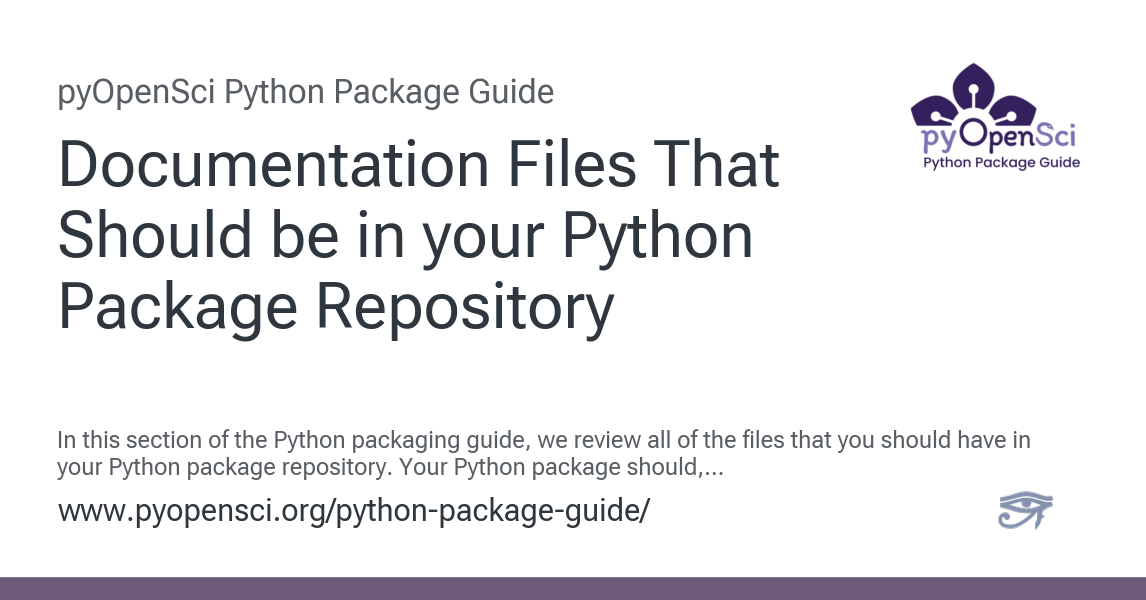 pyOpenSci Python Package Guide
Documentation Files That
Should be in your Python
Package Repository
pyOpenSci
Python Package Guide
In this section of the Python packaging guide, we review all of the files that you should have in
your Python package repository. Your Python package should,...
www.pyopensci.org/python-package-guide/